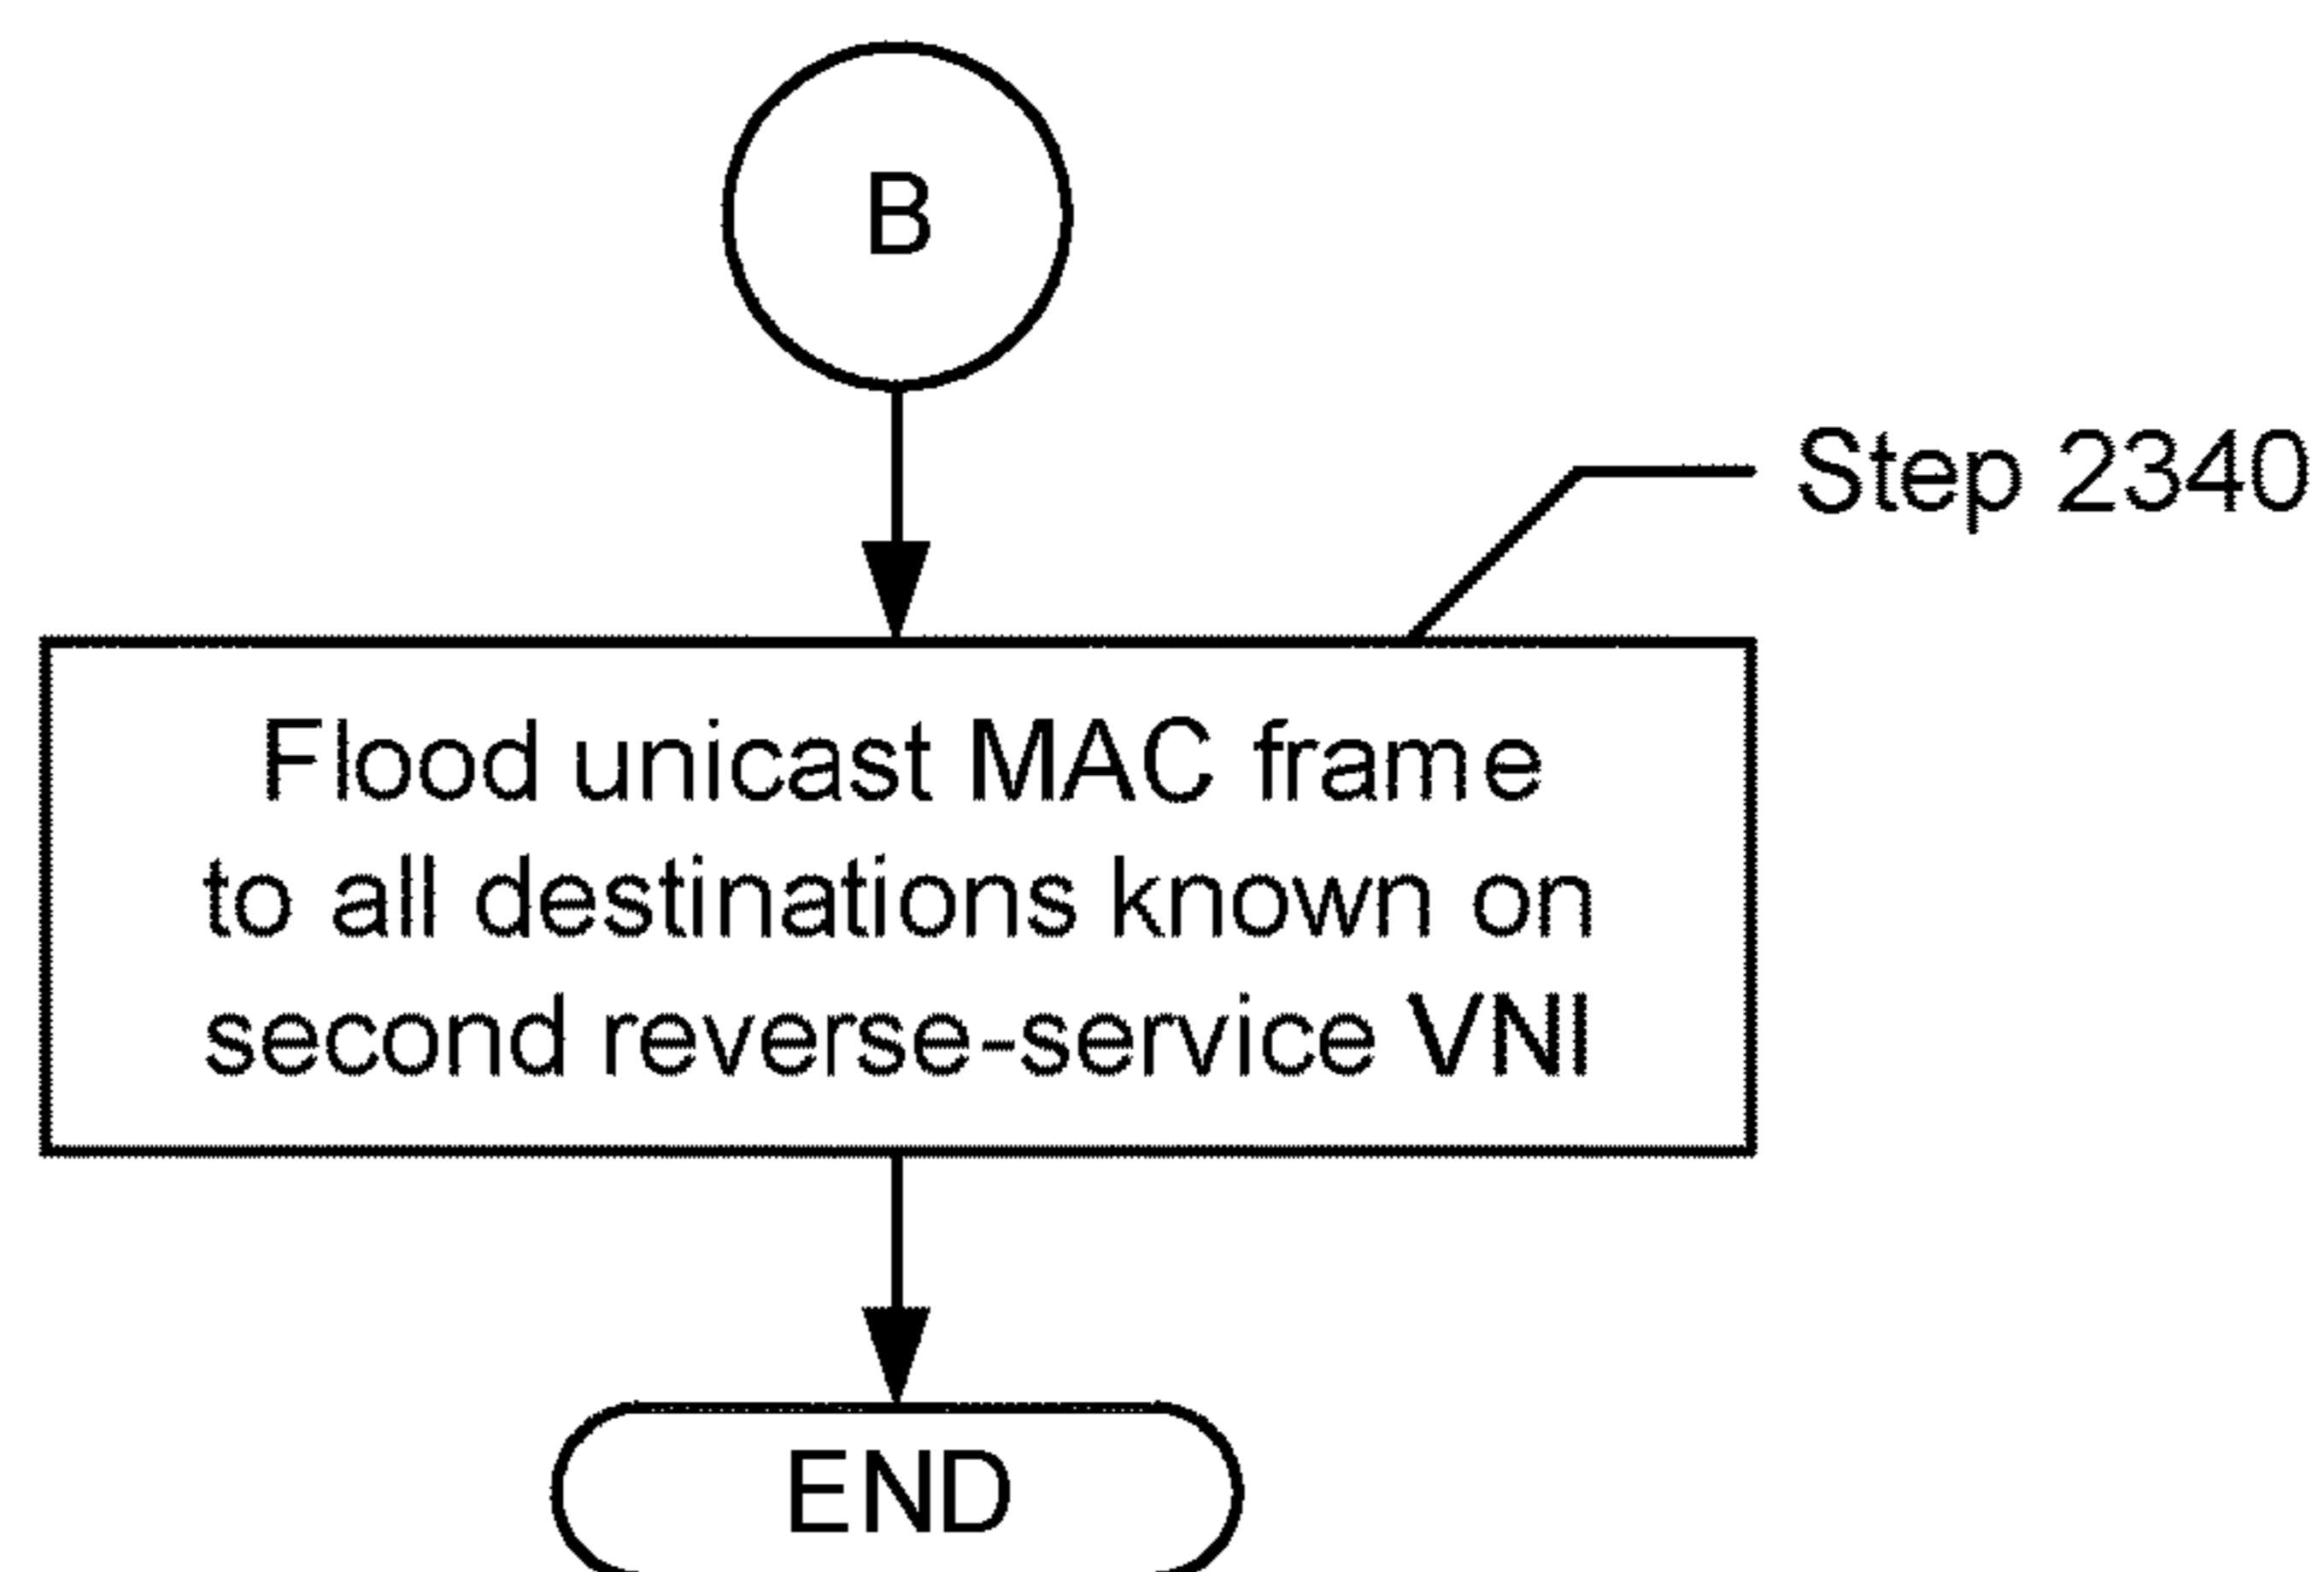 B
Step 2340
Flood unicast MAC frame
to all destinations known on
second reverse-service VNI
END